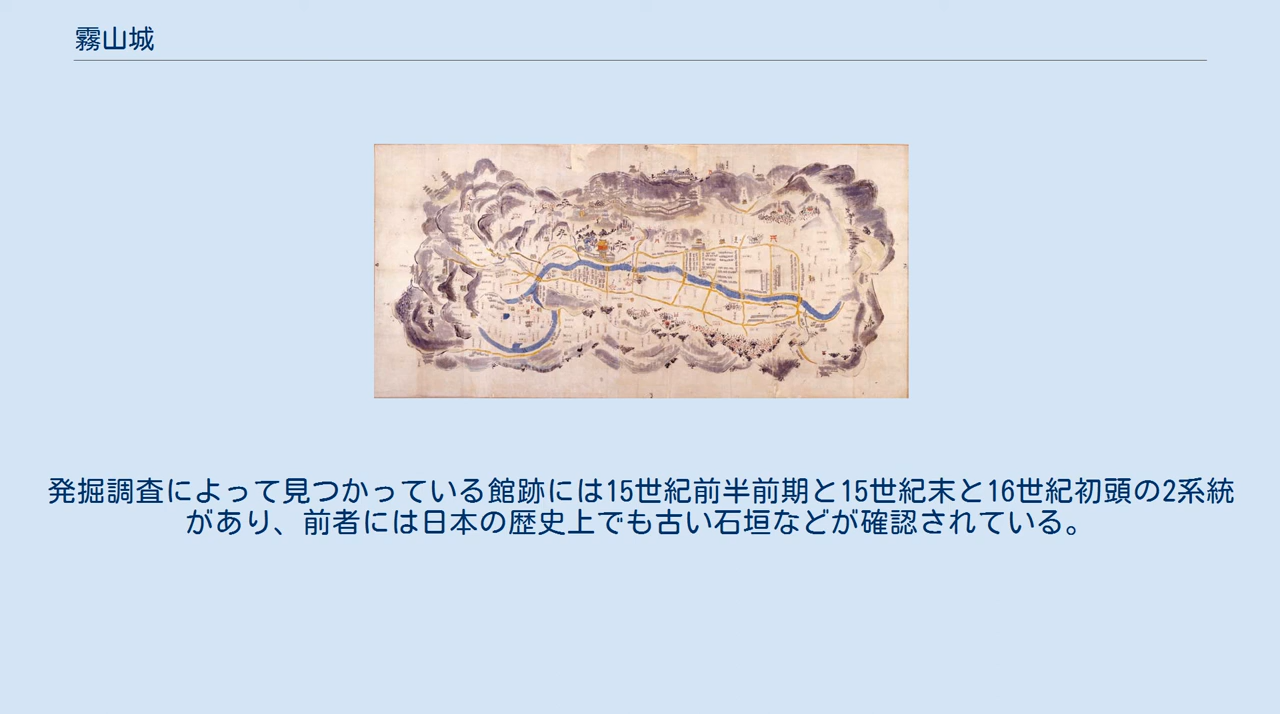 霧山城
発掘調査によって見つかっている館跡には15世紀前半前期と15世紀末と16世紀初頭の2系統
があり、前者には日本の歴史上でも古い石垣などが確認されている。